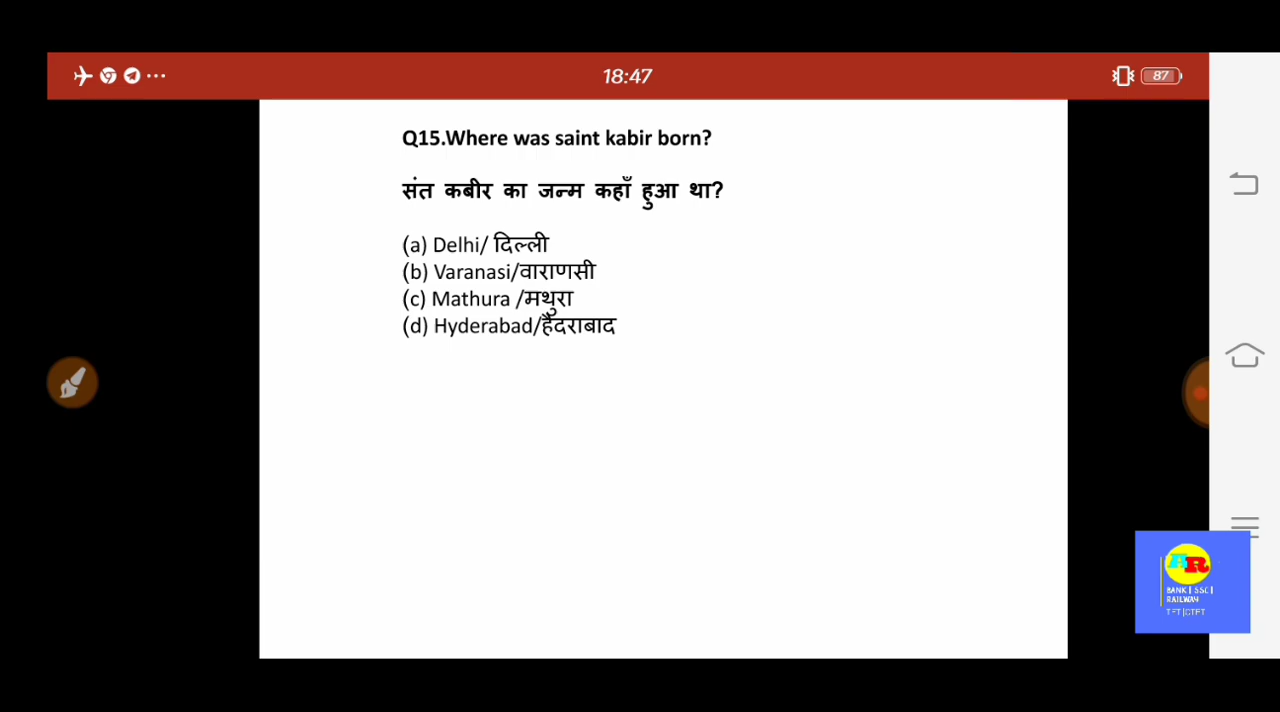 18:47
87
Q15.Where was saint kabir born?
संत कबीर का जन्म कहाँ हुआ था?
(a) Delhi/ दिल्ली
(b) Varanasi/वाराणसी
(c) Mathura /मथुरा
(d) Hyderabad/हैदराबाद
AR
BANK | SSC |
RAILWAY
TET |CTET